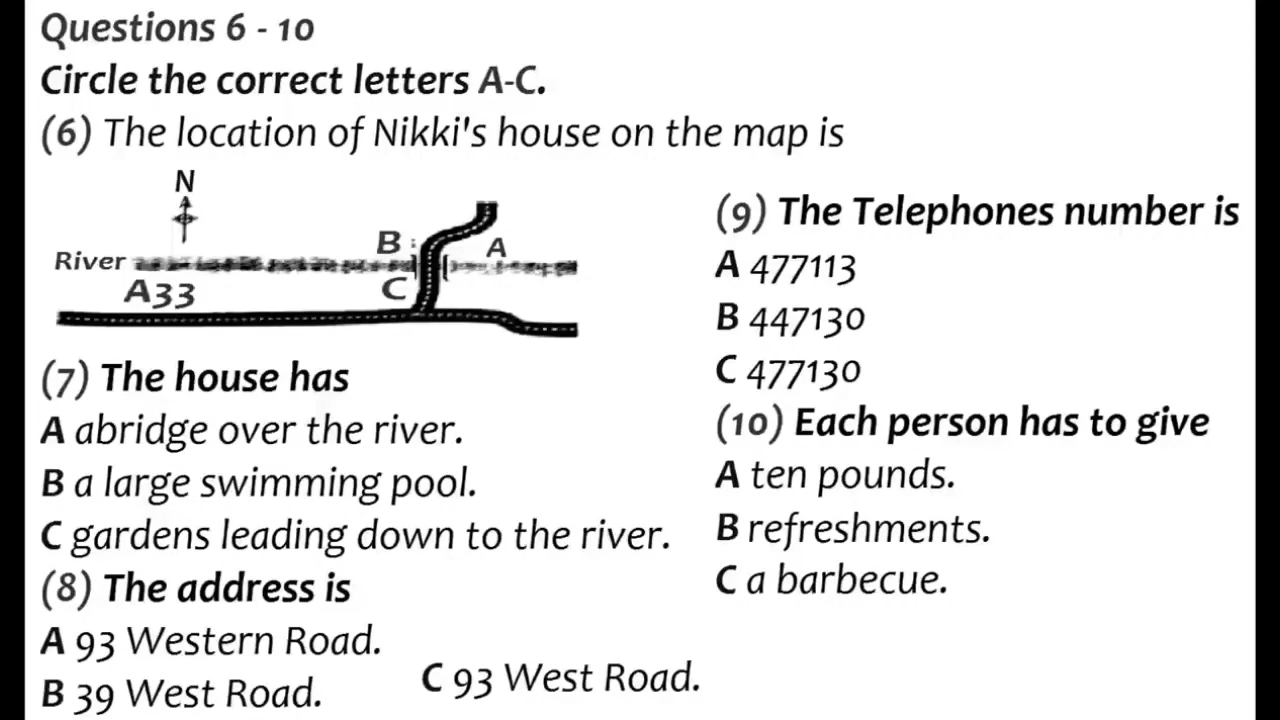 Questions 6 - 10
Circle the correct letters A-C.
(6) The location of Nikki's house on the map is
N
B
A
River
A33
C
(7) The house has
A abridge over the river.
B a large swimming pool.
C gardens leading down to the river.
(8) The address is
A 93 Western Road.
B 39 West Road.
C 93 West Road.
(9) The Telephones number is
A 477113
B 447130
C 477130
(10) Each person has to give
A ten pounds.
B refreshments.
C a barbecue.